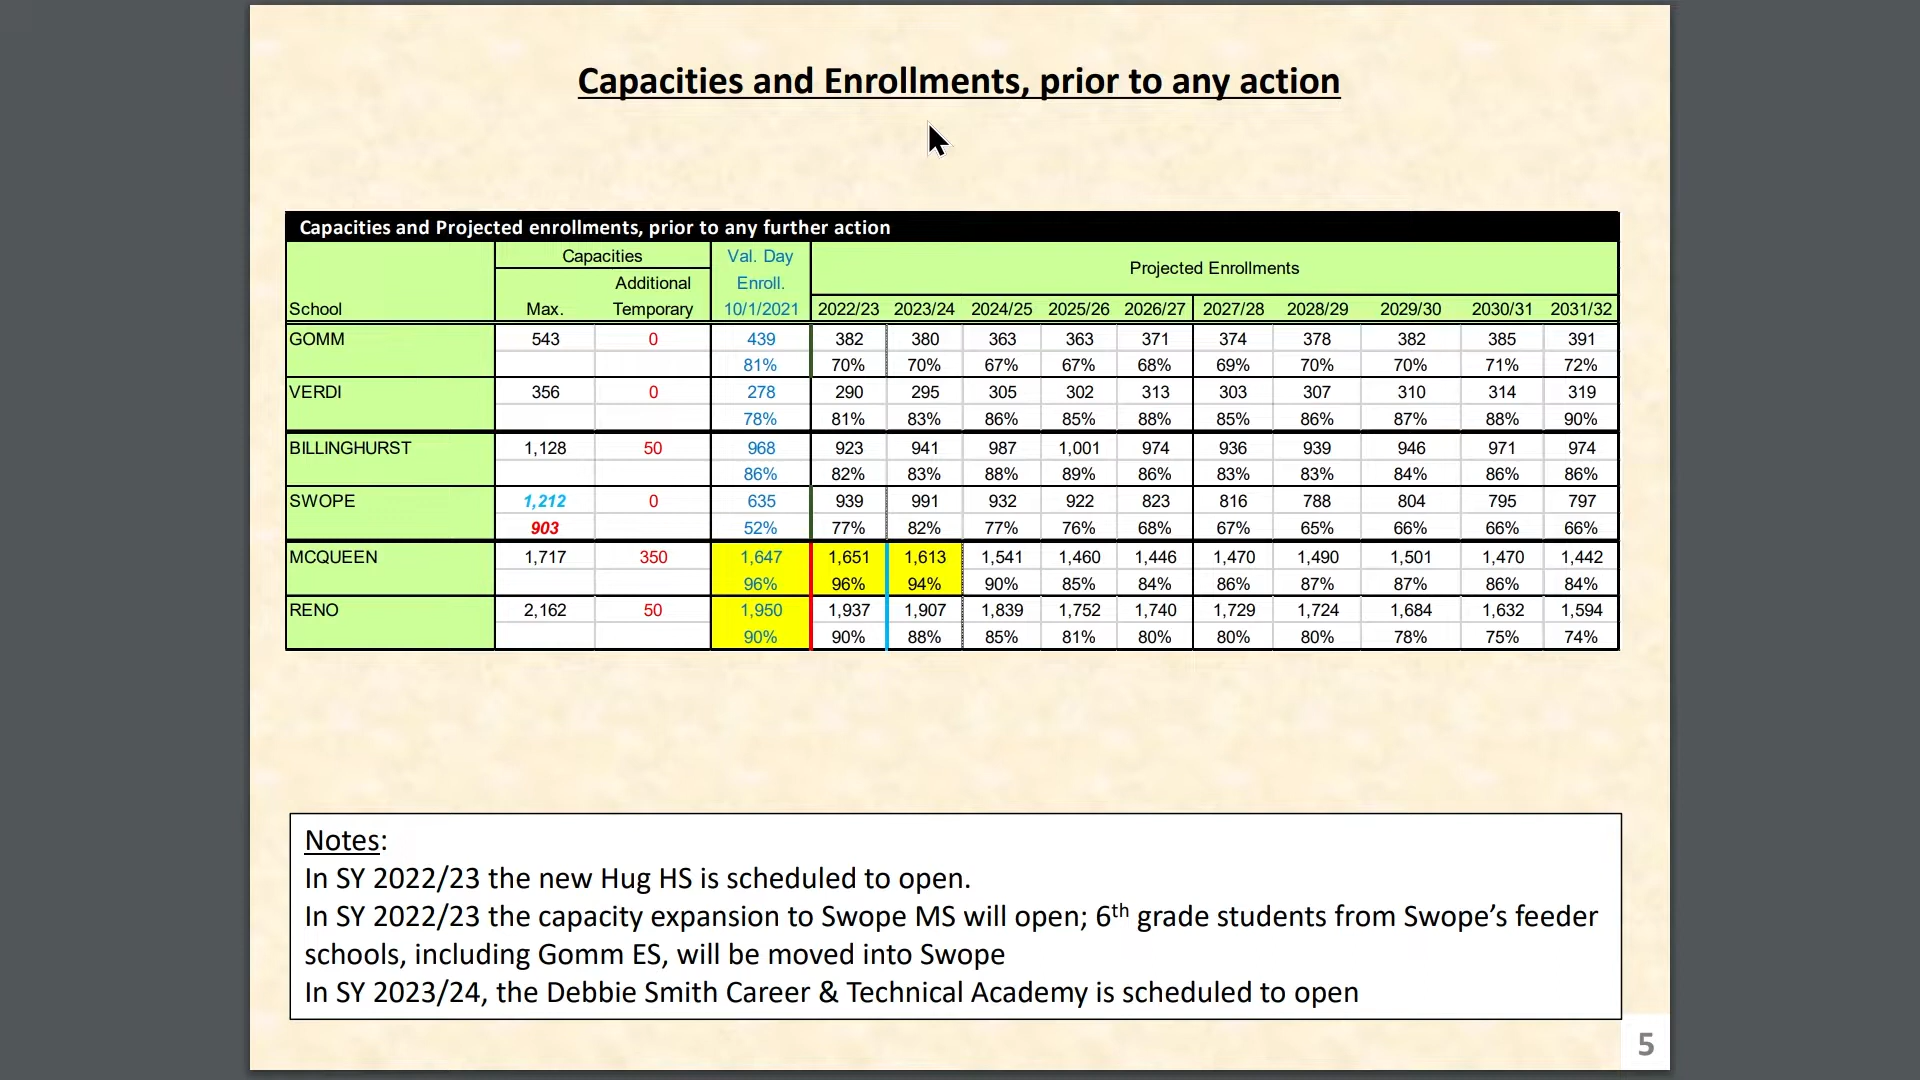 Capacities and Enrollments, prior to any action
Capacities and Projected enrollments, prior to any further action
Capacities Val. Day Projected Enrollments
Additional Enroll.
School Max. Temporary 10/1/2021 2022/23 2023/24 2024/25 2025/26 2026/27 2027/28 2028/29 2029/30 2030/31 2031/32
GOMM 543 0 439 382 380 363 363 371 374 378 382 385 391
81% 70% 70% 67% 67% 68% 69% 70% 70% 71% 72%
VERDI 356 0 278 290 295 305 302 313 303 307 310 314 319
78% 81% 83% 86% 85% 88% 85% 86% 87% 88% 90%
BILLINGHURST 1,128 50 968 923 941 987 1,001 974 936 939 946 971 974
86% 82% 83% 88% 89% 86% 83% 83% 84% 86% 86%
SWOPE 1,212 0 635 939 991 932 922 823 816 788 804 795 797
903 52% 77% 82% 77% 76% 68% 67% 65% 66% 66% 66%
MCQUEEN 1,717 350 1,647 1,651 1,613 1,541 1,460 1,446 1,470 1,490 1,501 1,470 1,442
96% 96% 94% 90% 85% 84% 86% 87% 87% 86% 84%
RENO 2,162 50 1,950 1,937 1,907 1,839 1,752 1,740 1,729 1,724 1,684 1,632 1,594
90% 90% 88% 85% 81% 80% 80% 80% 78% 75% 74%
Notes:
In SY 2022/23 the new Hug HS is scheduled to open.
In SY 2022/23 the capacity expansion to Swope MS will open; 6th grade students from Swope’s feeder
schools, including Gomm ES, will be moved into Swope
In SY 2023/24, the Debbie Smith Career & Technical Academy is scheduled to open
5